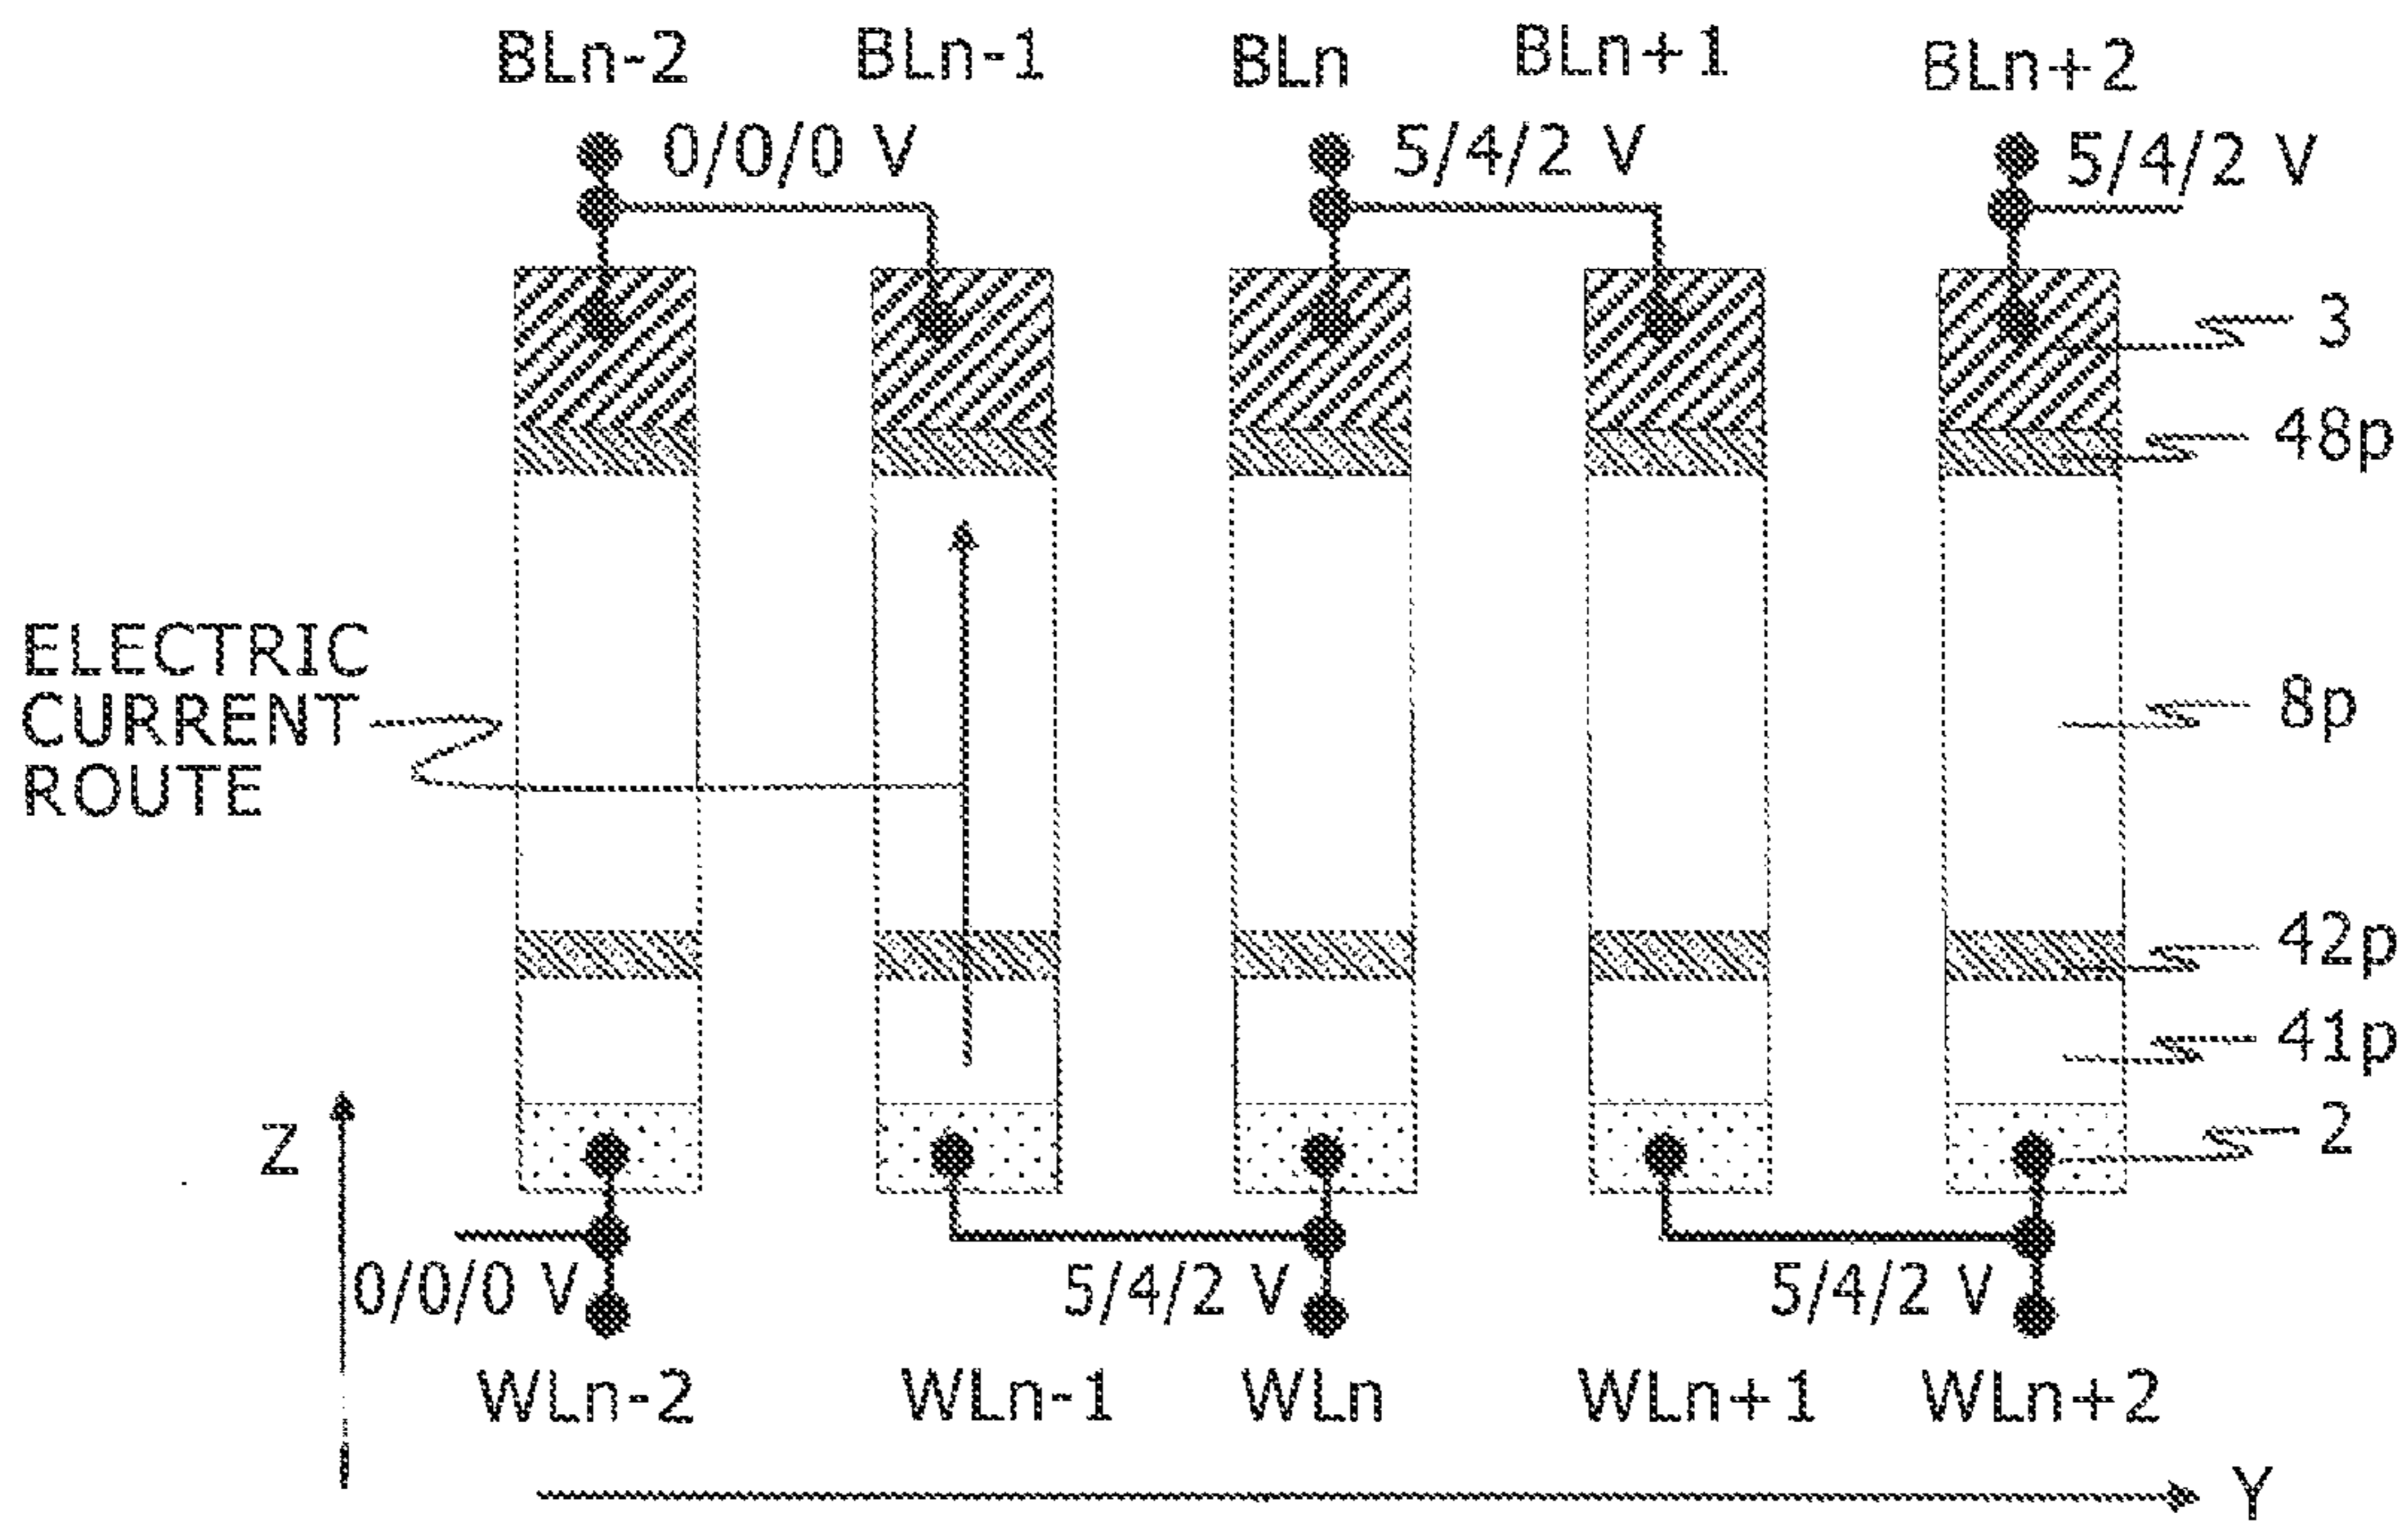 BLn-2 BLn-1 BLn BLn+1 BLn+2
0/0/0 V 5/4/2 V 5/4/2 V
3
48p
ELECTRIC
CURRENT
ROUTE
8p
42p
41p
2
Z
0/0/0 V 5/4/2 V 5/4/2 V
WLn-2 WLn-1 WLn WLn+1 WLn+2
Y